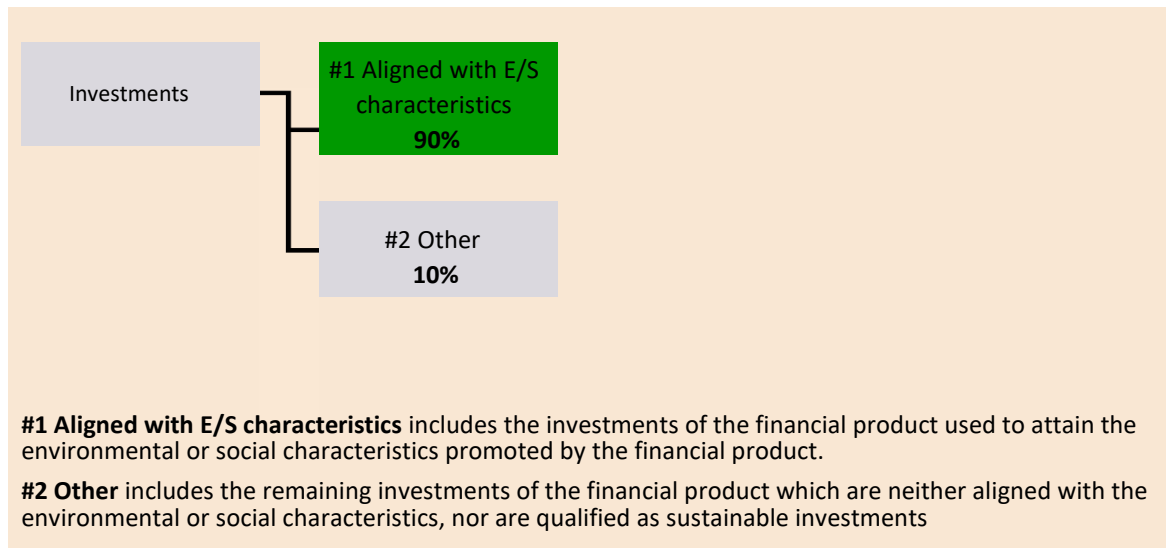 Investments
#1 Aligned with E/S
characteristics
90%
#2 Other
10%
#1 Aligned with E/S characteristics includes the investments of the financial product used to attain the
environmental or social characteristics promoted by the financial product.
#2 Other includes the remaining investments of the financial product which are neither aligned with the
environmental or social characteristics, nor are qualified as sustainable investments